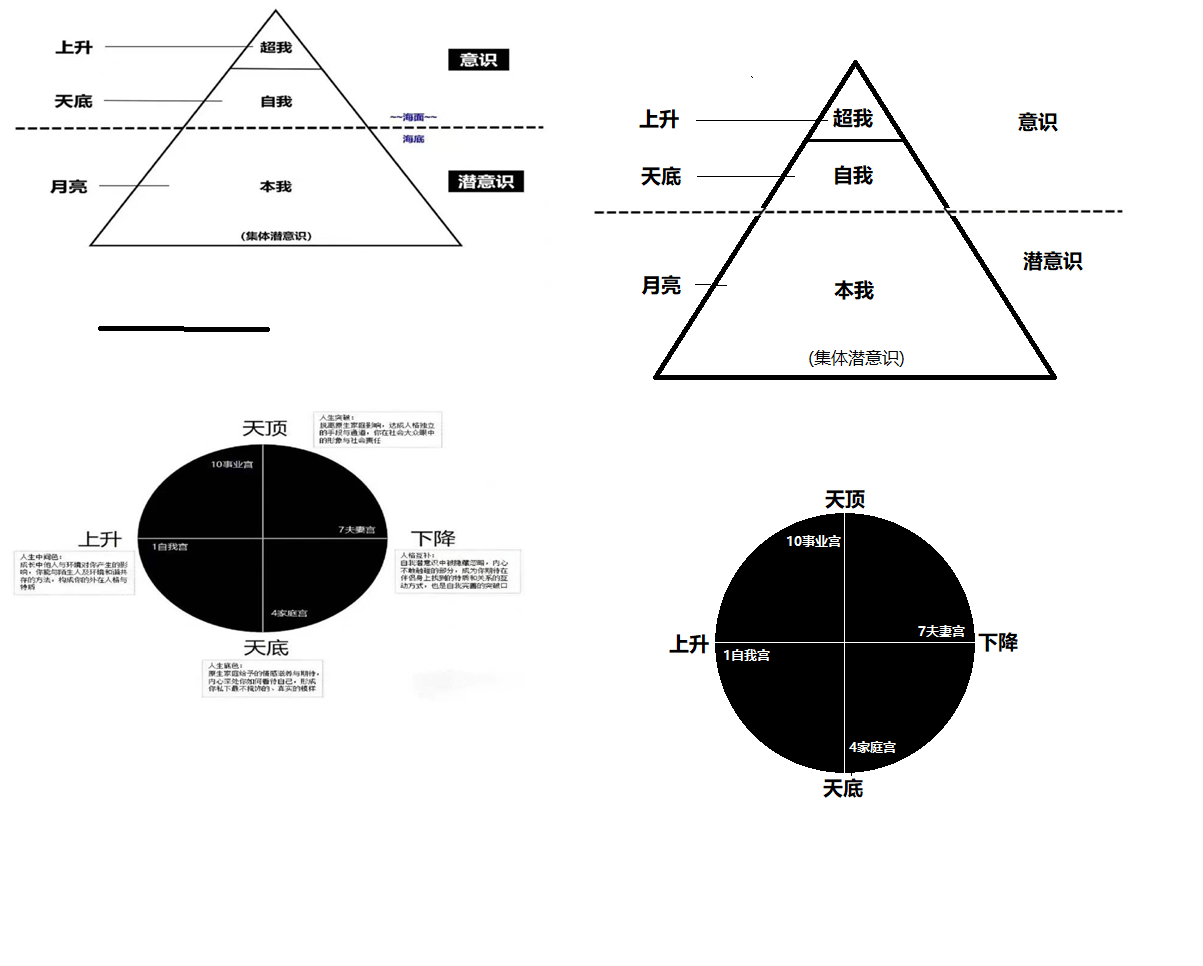 上升
超我
意识
天底
自我
~~海面~~
海底
月亮
本我
潜意识
(集体潜意识)
上升
超我
意识
天底
自我
潜意识
月亮
本我
(集体潜意识)
天顶
人生突破：
脱离原生家庭影响，达成人格独立
的手段与通道，你在社会大众眼中
的形象与社会责任
10事业宫
7夫妻宫
上升
下降
1自我宫
人生中间色：
成长中他人与环境对你产生的影
响，你能与陌生人及环境和谐共
存的方法，构成你的外在人格与
特质
人格互补：
自我潜意识中被隐藏忽略，内心
不敢触碰的部分，成为你期待在
伴侣身上找到的特质和关系的互
动方式，也是自我完善的突破口
4家庭宫
天底
人生底色：
原生家庭给予的情感滋养与期待，
内心深处你如何看待自己，形成
你私下最不掩饰的、真实的模样
天顶
10事业宫
7夫妻宫
上升
下降
1自我宫
4家庭宫
天底